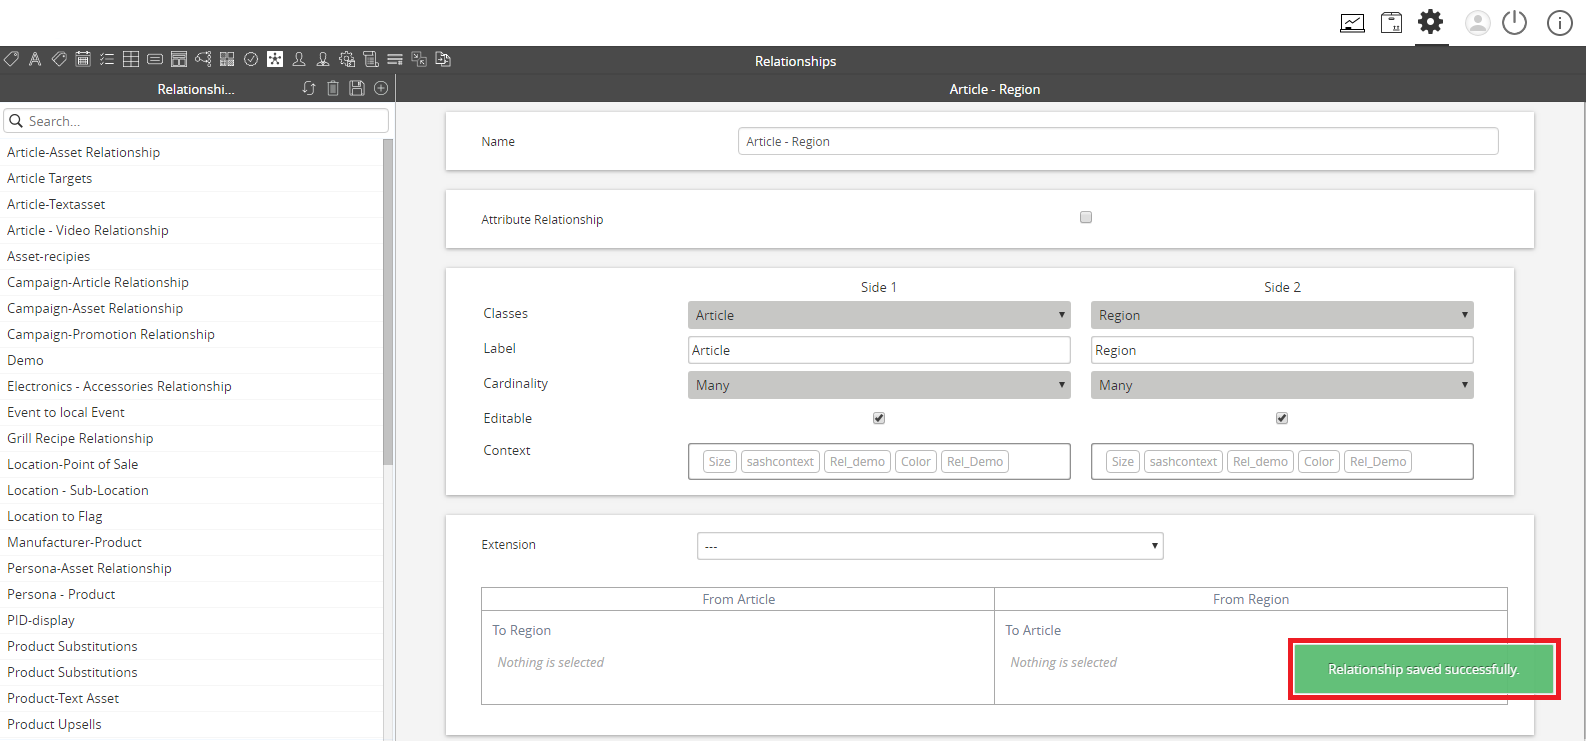 Relationships
Relationshi...
Article - Region
Search...
Article-Asset Relationship
Article Targets
Article-Textasset
Article - Video Relationship
Asset-recipies
Campaign-Article Relationship
Campaign-Asset Relationship
Campaign-Promotion Relationship
Demo
Electronics - Accessories Relationship
Event to local Event
Grill Recipe Relationship
Location-Point of Sale
Location - Sub-Location
Location to Flag
Manufacturer-Product
Persona-Asset Relationship
Persona - Product
PID-display
Product Substitutions
Product Substitutions
Product-Text Asset
Product Upsells
Name Article - Region
Attribute Relationship
Side 1 Side 2
Classes Article Region
Label Article Region
Cardinality Many Many
Editable
Context Size sashcontext Rel_demo Color Rel_Demo Size sashcontext Rel_demo Color Rel_Demo
Extension ---
From Article From Region
To Region To Article
Nothing is selected Nothing is selected
Relationship saved successfully.